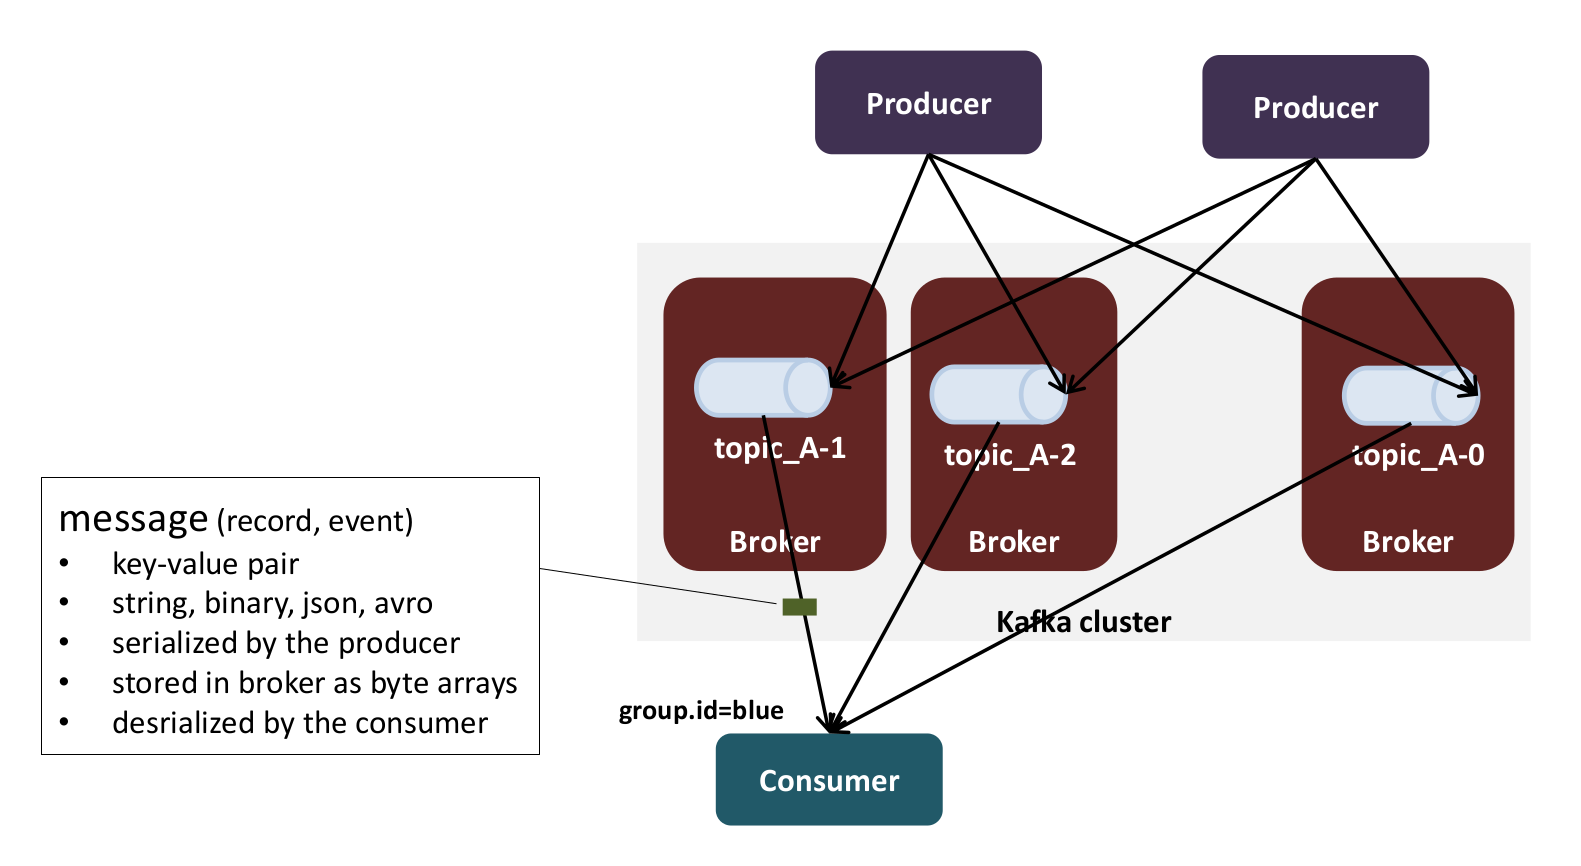 Producer
Producer
topic_A-1
topic_A-2
topic_A-0
Broker
Broker
Broker
Kafka cluster
message (record, event)
• key-value pair
• string, binary, json, avro
• serialized by the producer
• stored in broker as byte arrays
• desrialized by the consumer
group.id=blue
Consumer